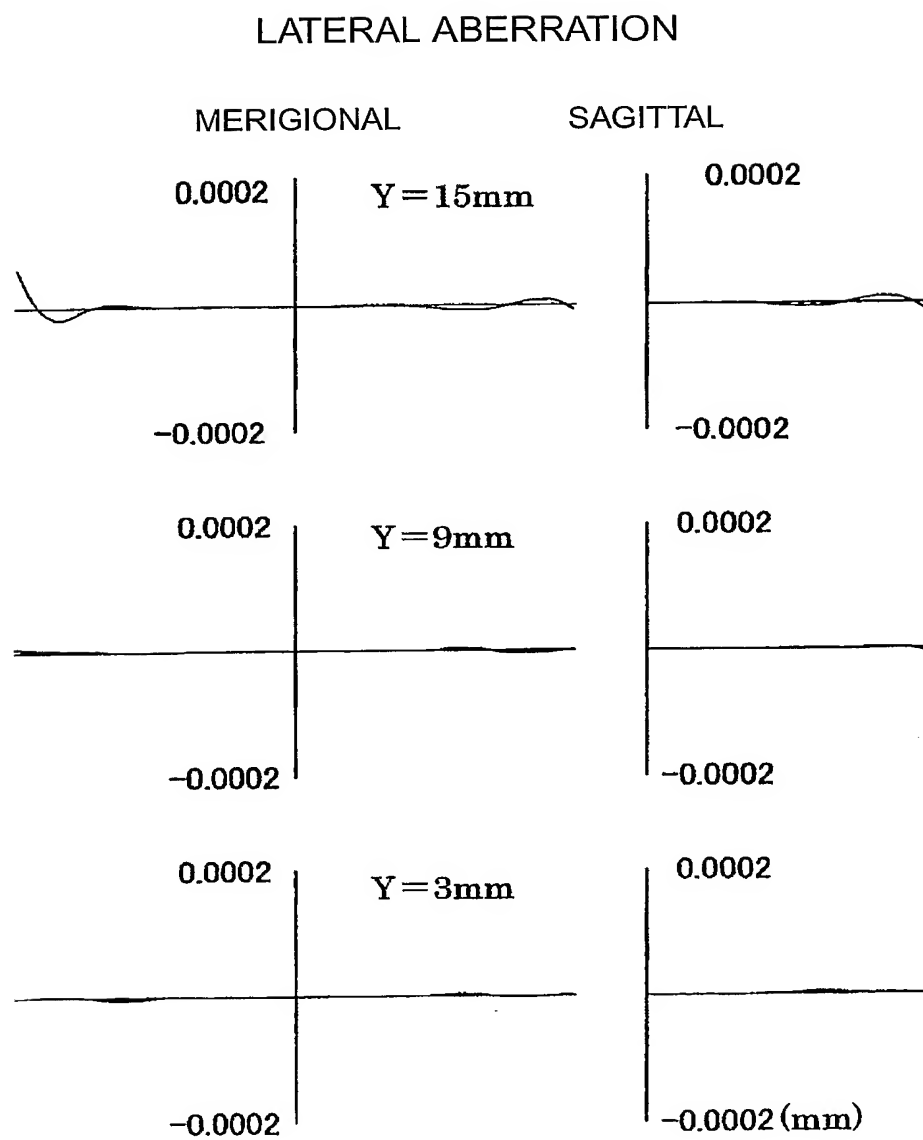 LATERAL ABERRATION
MERIGIONAL SAGITTAL
0.0002 Y=15mm 0.0002
-0.0002 -0.0002
0.0002 Y=9mm 0.0002
-0.0002 -0.0002
0.0002 Y=3mm 0.0002
-0.0002 -0.0002 (mm)